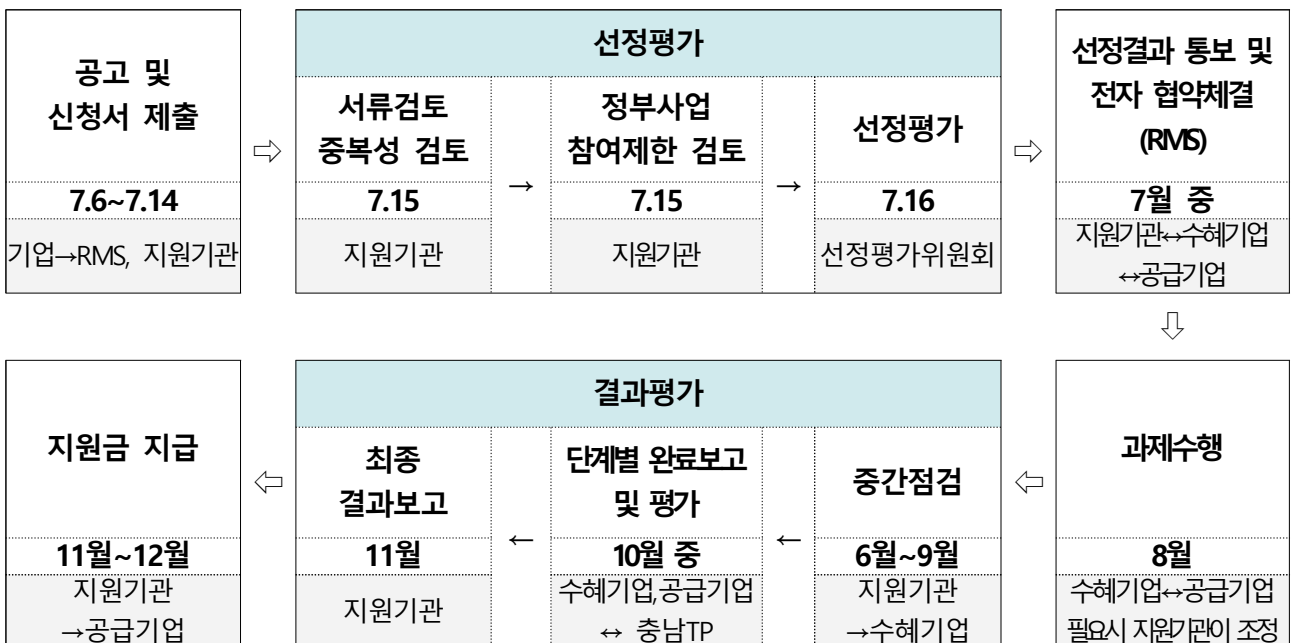 공고 및
신청서 제출
7.6~7.14
기업→RMS, 지원기관
⇨
선정평가
서류검토
중복성 검토
7.15
지원기관
→
정부사업
참여제한 검토
7.15
지원기관
→
선정평가
7.16
선정평가위원회
⇨
선정결과 통보 및
전자 협약체결
(RMS)
7월 중
지원기관↔수혜기업
↔공급기업
⇩
과제수행
8월
수혜기업↔공급기업
필요시 지원기관이 조정
⇦
결과평가
중간점검
6월~9월
지원기관
→수혜기업
←
단계별 완료보고
및 평가
10월 중
수혜기업,공급기업
↔ 충남TP
←
최종
결과보고
11월
지원기관
⇦
지원금 지급
11월~12월
지원기관
→공급기업